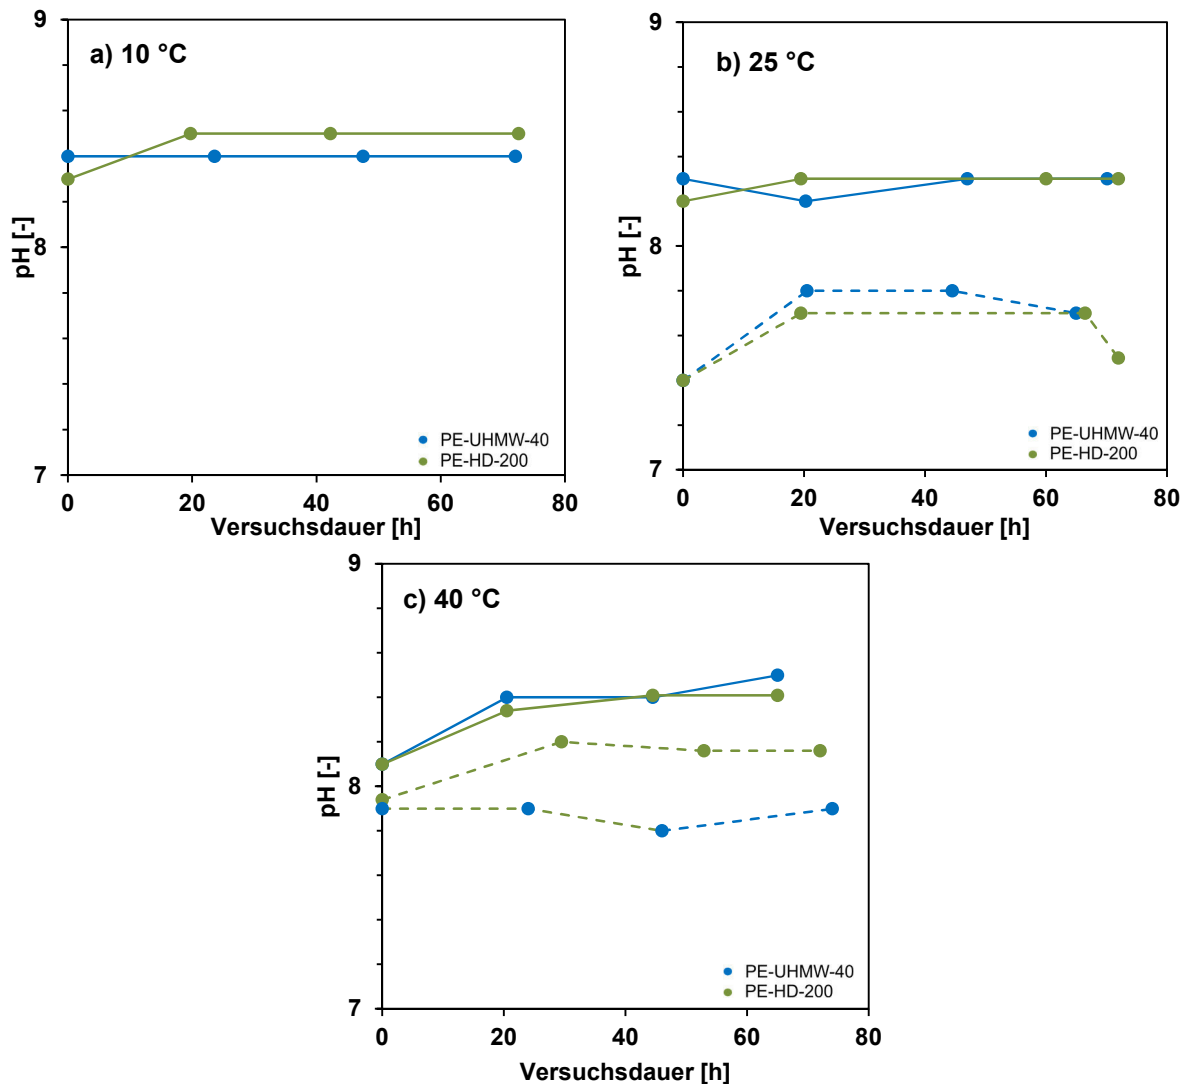 a) 10 °C
9
8
7
pH [-]
0 20 40 60 80
Versuchsdauer [h]
PE-UHMW-40
PE-HD-200
b) 25 °C
9
8
7
pH [-]
0 20 40 60 80
Versuchsdauer [h]
PE-UHMW-40
PE-HD-200
c) 40 °C
9
8
7
pH [-]
0 20 40 60 80
Versuchsdauer [h]
PE-UHMW-40
PE-HD-200